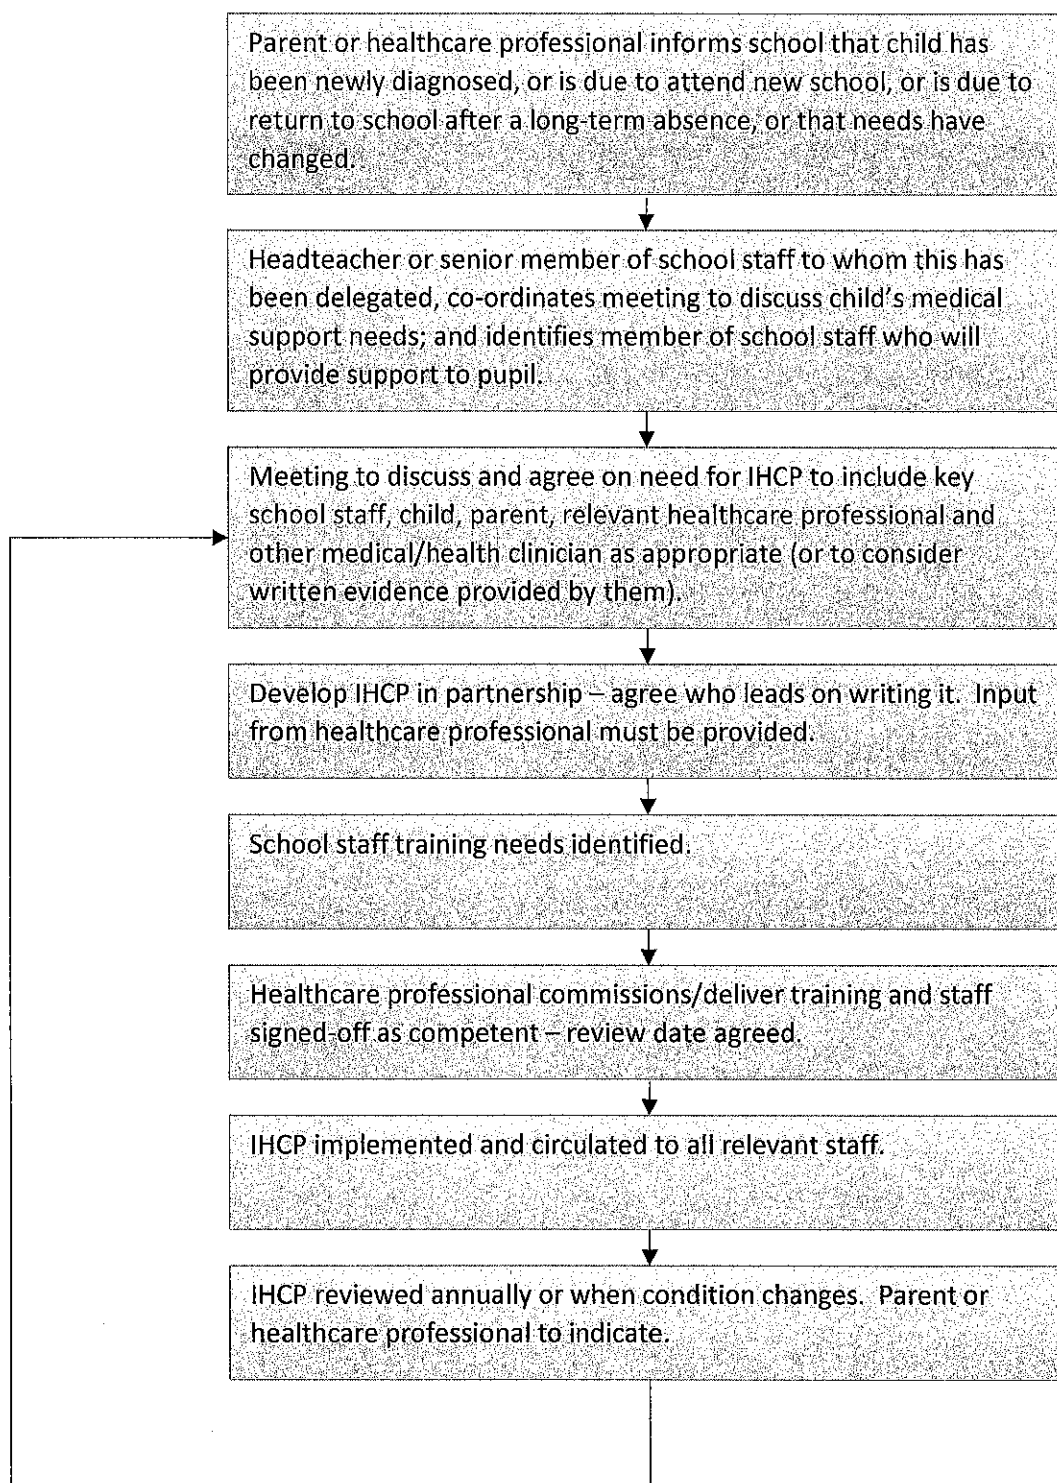 Parent or healthcare professional informs school that child has
been newly diagnosed, or is due to attend new school, or is due to
return to school after a long-term absence, or that needs have
changed.
Headteacher or senior member of school staff to whom this has
been delegated, co-ordinates meeting to discuss child's medical
support needs; and identifies member of school staff who will
provide support to pupil.
Meeting to discuss and agree on need for IHCP to include key
school staff, child, parent, relevant healthcare professional and
other medical/health clinician as appropriate (or to consider
written evidence provided by them).
Develop IHCP in partnership – agree who leads on writing it.  Input
from healthcare professional must be provided.
School staff training needs identified.
Healthcare professional commissions/deliver training and staff
signed-off as competent – review date agreed.
IHCP implemented and circulated to all relevant staff.
IHCP reviewed annually or when condition changes.  Parent or
healthcare professional to indicate.